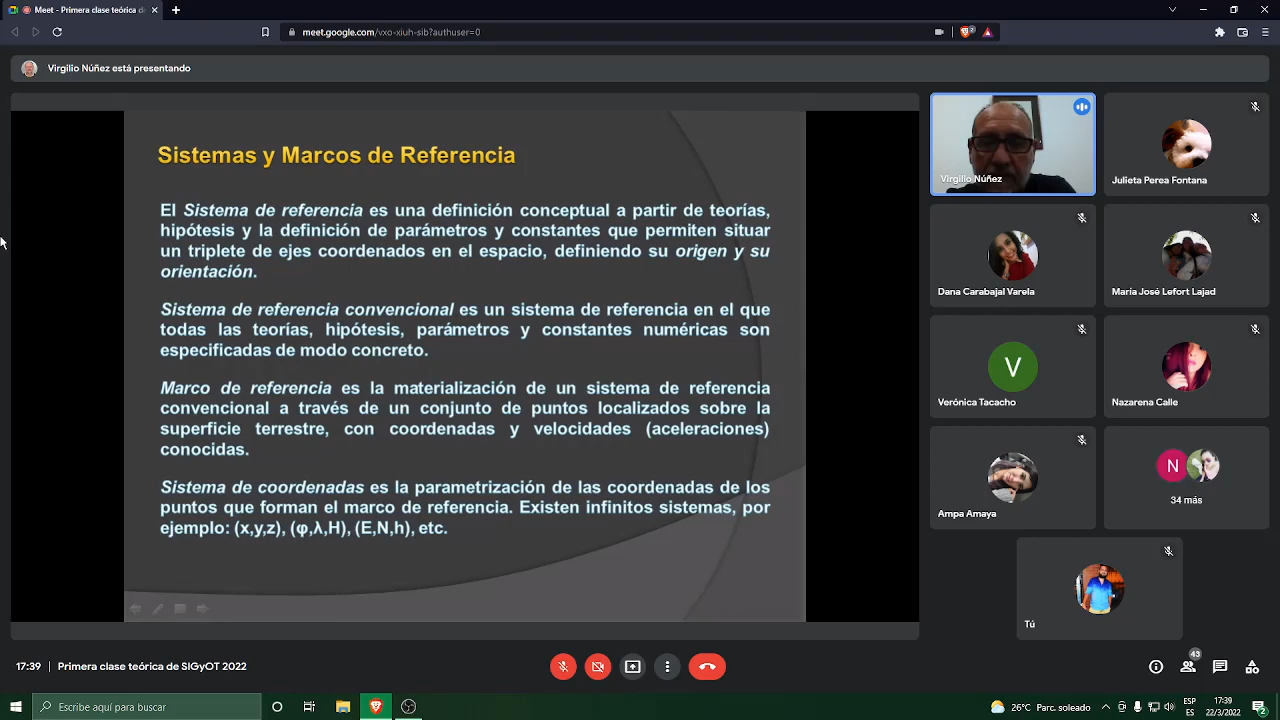 Meet - Primera clase teórica de
meet.google.com/vxo-xiuh-sib?authuser=0
2
Virgilio Núñez está presentando
Sistemas y Marcos de Referencia
El Sistema de referencia es una definición conceptual a partir de teorías,
hipótesis y la definición de parámetros y constantes que permiten situar
un triplete de ejes coordenados en el espacio, definiendo su origen y su
orientación.
Sistema de referencia convencional es un sistema de referencia en el que
todas las teorías, hipótesis, parámetros y constantes numéricas son
especificadas de modo concreto.
Marco de referencia es la materialización de un sistema de referencia
convencional a través de un conjunto de puntos localizados sobre la
superficie terrestre, con coordenadas y velocidades (aceleraciones)
conocidas.
Sistema de coordenadas es la parametrización de las coordenadas de los
puntos que forman el marco de referencia. Existen infinitos sistemas, por
ejemplo: (x,y,z), (φ,λ,H), (E,N,h), etc.
Virgilio Núñez
Julieta Perea Fontana
Dana Carabajal Varela
María José Lefort Lajad
V
Verónica Tacacho
Nazarena Calle
Ampa Amaya
N
34 más
Tú
17:39 Primera clase teórica de SIGyOT 2022
43
Escribe aquí para buscar
26°C Parc. soleado
ESP
ES
17:39
22/3/2022
2